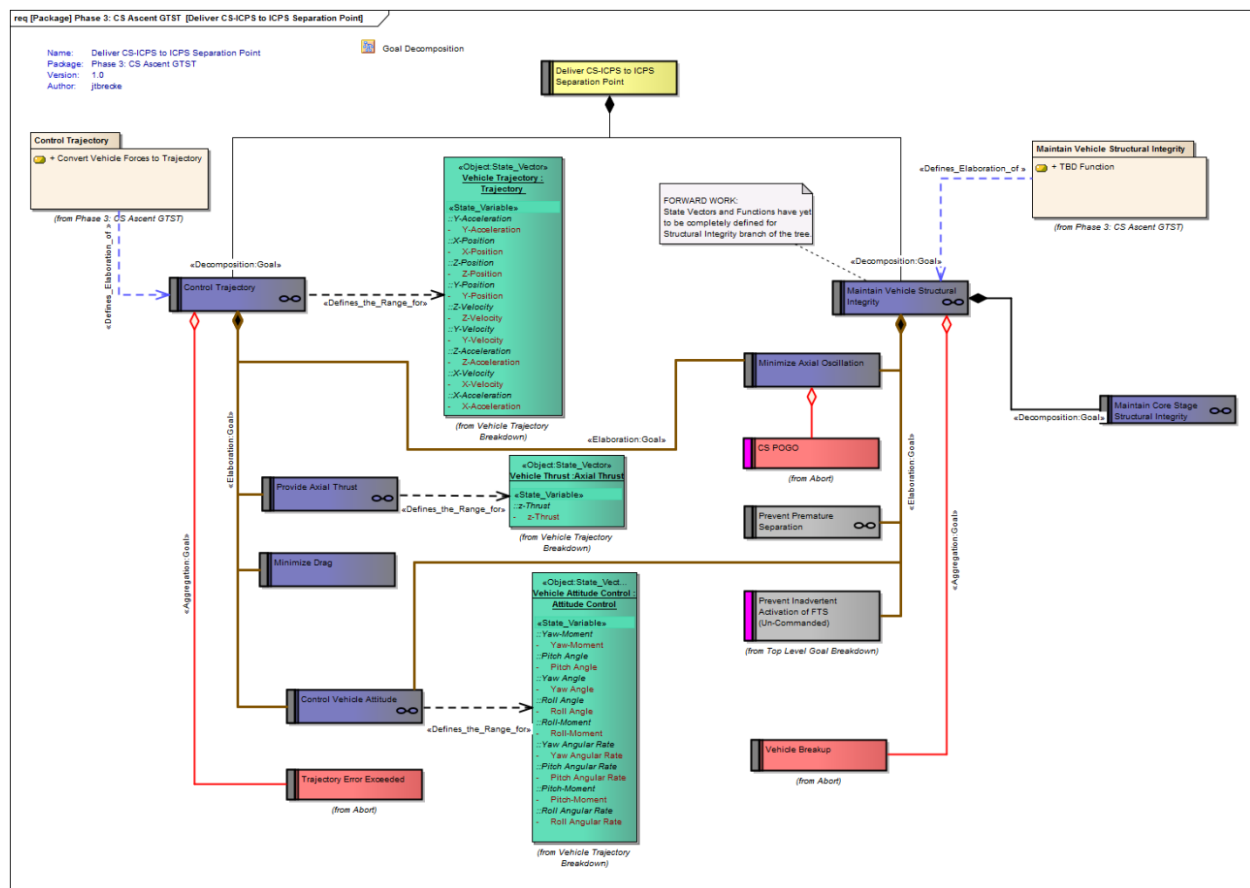 req [Package] Phase 3: CS Ascent GTST [Deliver CS-ICPS to ICPS Separation Point]
Name: Deliver CS-ICPS to ICPS Separation Point
Package: Phase 3: CS Ascent GTST
Version: 1.0
Author: jtbrecke
Goal Decomposition
Deliver CS-ICPS to ICPS
Separation Point
Control Trajectory
+ Convert Vehicle Forces to Trajectory
(from Phase 3: CS Ascent GTST)
«Defines_Elaboration_of »
«Decomposition:Goal»
Control Trajectory
«Defines_the_Range_for»
«Object:State_Vector»
Vehicle Trajectory :
Trajectory
«State_Variable»
::Y-Acceleration
- Y-Acceleration
::X-Position
- X-Position
::Z-Position
- Z-Position
::Y-Position
- Y-Position
::Z-Velocity
- Z-Velocity
::Y-Velocity
- Y-Velocity
::Z-Acceleration
- Z-Acceleration
::X-Velocity
- X-Velocity
::X-Acceleration
- X-Acceleration
(from Vehicle Trajectory
Breakdown)
FORWARD WORK:
State Vectors and Functions have yet
to be completely defined for
Structural Integrity branch of the tree.
«Defines_Elaboration_of »
Maintain Vehicle Structural Integrity
+ TBD Function
(from Phase 3: CS Ascent GTST)
«Decomposition:Goal»
Maintain Vehicle Structural
Integrity
Minimize Axial Oscillation
«Decomposition:Goal»
Maintain Core Stage
Structural Integrity
«Elaboration:Goal»
«Elaboration:Goal»
«Elaboration:Goal»
CS POGO
(from Abort)
Provide Axial Thrust
«Defines_the_Range_for»
«Object:State_Vector»
Vehicle Thrust :Axial Thrust
«State_Variable»
::z-Thrust
- z-Thrust
(from Vehicle Trajectory
Breakdown)
Prevent Premature
Separation
Minimize Drag
«Aggregation:Goal»
«Aggregation:Goal»
Prevent Inadvertent
Activation of FTS
(Un-Commanded)
(from Top Level Goal Breakdown)
Control Vehicle Attitude
«Defines_the_Range_for»
«Object:State_Vect...
Vehicle Attitude Control :
Attitude Control
«State_Variable»
::Yaw-Moment
- Yaw-Moment
::Pitch Angle
- Pitch Angle
::Yaw Angle
- Yaw Angle
::Roll Angle
- Roll Angle
::Roll-Moment
- Roll-Moment
::Yaw Angular Rate
- Yaw Angular Rate
::Pitch Angular Rate
- Pitch Angular Rate
::Pitch-Moment
- Pitch-Moment
::Roll Angular Rate
- Roll Angular Rate
(from Vehicle Trajectory
Breakdown)
Trajectory Error Exceeded
(from Abort)
Vehicle Breakup
(from Abort)